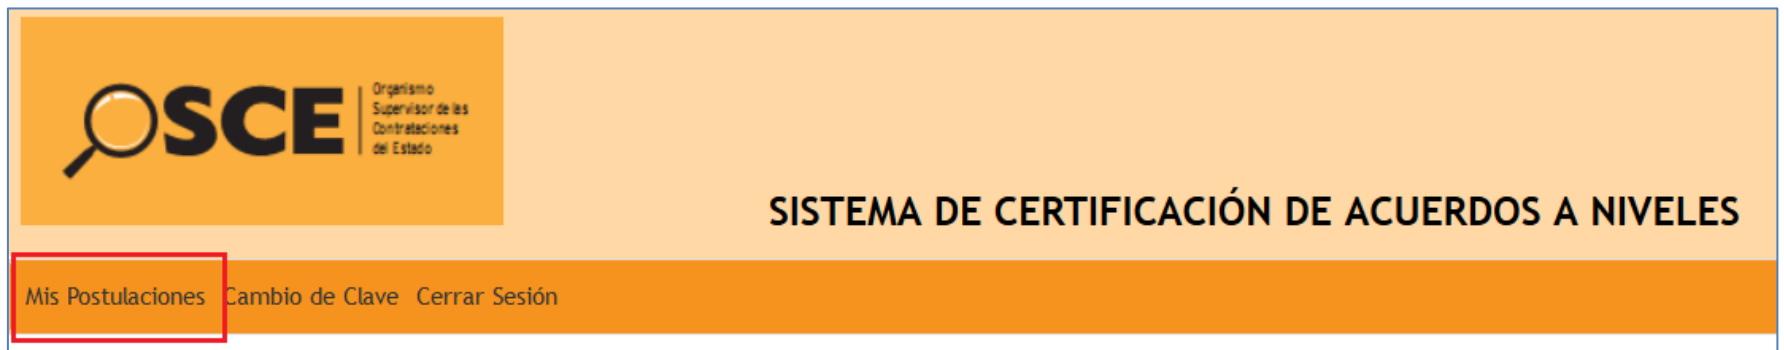 OSCE
Organismo
Supervisor de las
Contrataciones
del Estado
SISTEMA DE CERTIFICACIÓN DE ACUERDOS A NIVELES
Mis Postulaciones Cambio de Clave Cerrar Sesión